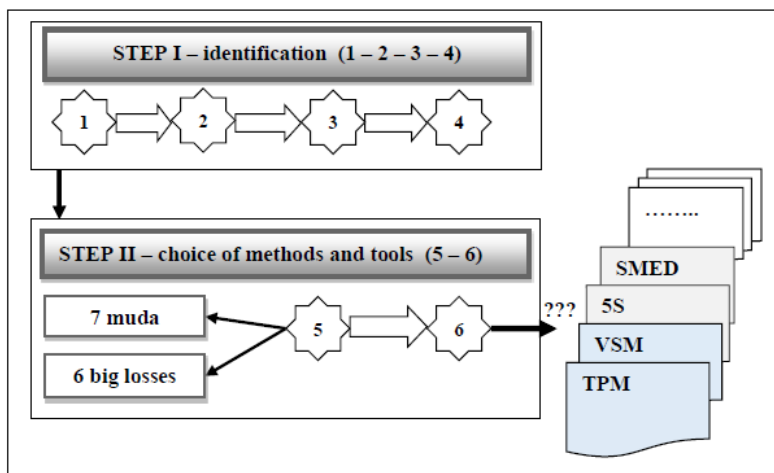 STEP I – identification (1 – 2 – 3 – 4)
1 2 3 4
STEP II – choice of methods and tools (5 – 6)
7 muda
6 big losses
5 6
???
……..
SMED
5S
VSM
TPM